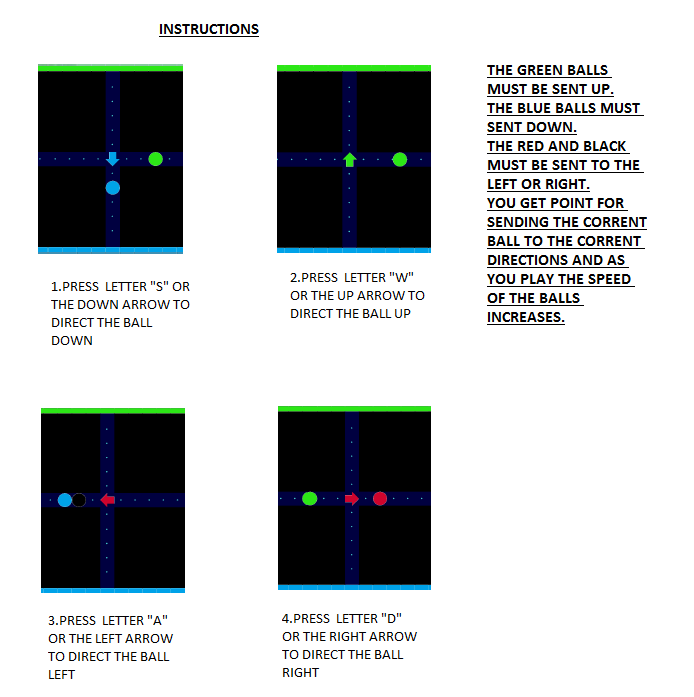 INSTRUCTIONS
THE GREEN BALLS
MUST BE SENT UP.
THE BLUE BALLS MUST
SENT DOWN.
THE RED AND BLACK
MUST BE SENT TO THE
LEFT OR RIGHT.
YOU GET POINT FOR
SENDING THE CORRENT
BALL TO THE CORRENT
DIRECTIONS AND AS
YOU PLAY THE SPEED
OF THE BALLS
INCREASES.
1.PRESS LETTER "S" OR
THE DOWN ARROW TO
DIRECT THE BALL
DOWN
2.PRESS LETTER "W"
OR THE UP ARROW TO
DIRECT THE BALL UP
3.PRESS LETTER "A"
OR THE LEFT ARROW
TO DIRECT THE BALL
LEFT
4.PRESS LETTER "D"
OR THE RIGHT ARROW
TO DIRECT THE BALL
RIGHT